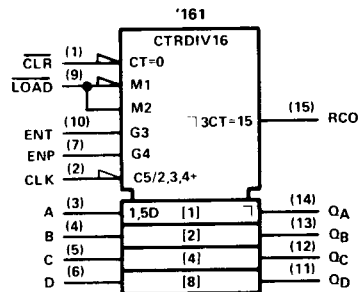 '161
CTRDIV16
CLR (1) CT=0
LOAD (9) M1
M2
3CT=15 (15) RCO
ENT (10) G3
ENP (7) G4
CLK (2) C5/2,3,4+
A (3) 1,5D [1] (14) QA
B (4) [2] (13) QB
C (5) [4] (12) QC
D (6) [8] (11) QD